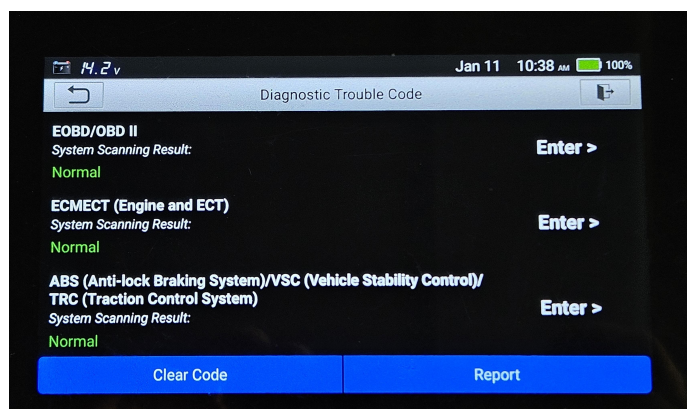 14.2 v Jan 11 10:38 AM 100%
Diagnostic Trouble Code
EOBD/OBD II
System Scanning Result:
Enter >
Normal
ECMECT (Engine and ECT)
System Scanning Result:
Enter >
Normal
ABS (Anti-lock Braking System)/VSC (Vehicle Stability Control)/
TRC (Traction Control System)
System Scanning Result:
Enter >
Normal
Clear Code Report